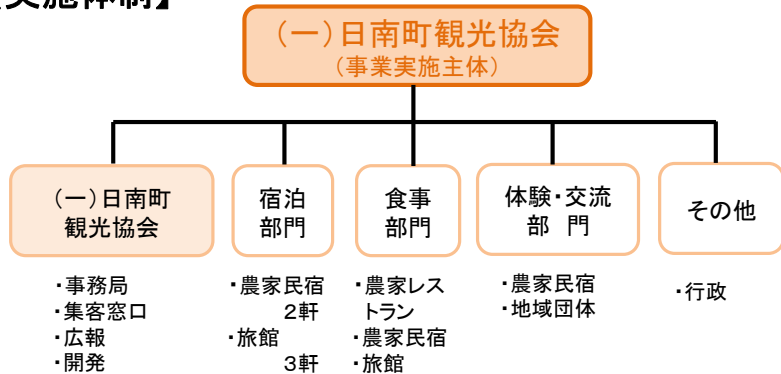 【実施体制】
(一)日南町観光協会
(事業実施主体)
(一)日南町
観光協会
・事務局
・集客窓口
・広報
・開発
宿泊
部門
・農家民宿
2軒
・旅館
3軒
食事
部門
・農家レス
トラン
・農家民宿
・旅館
体験・交流
部 門
・農家民宿
・地域団体
その他
・行政